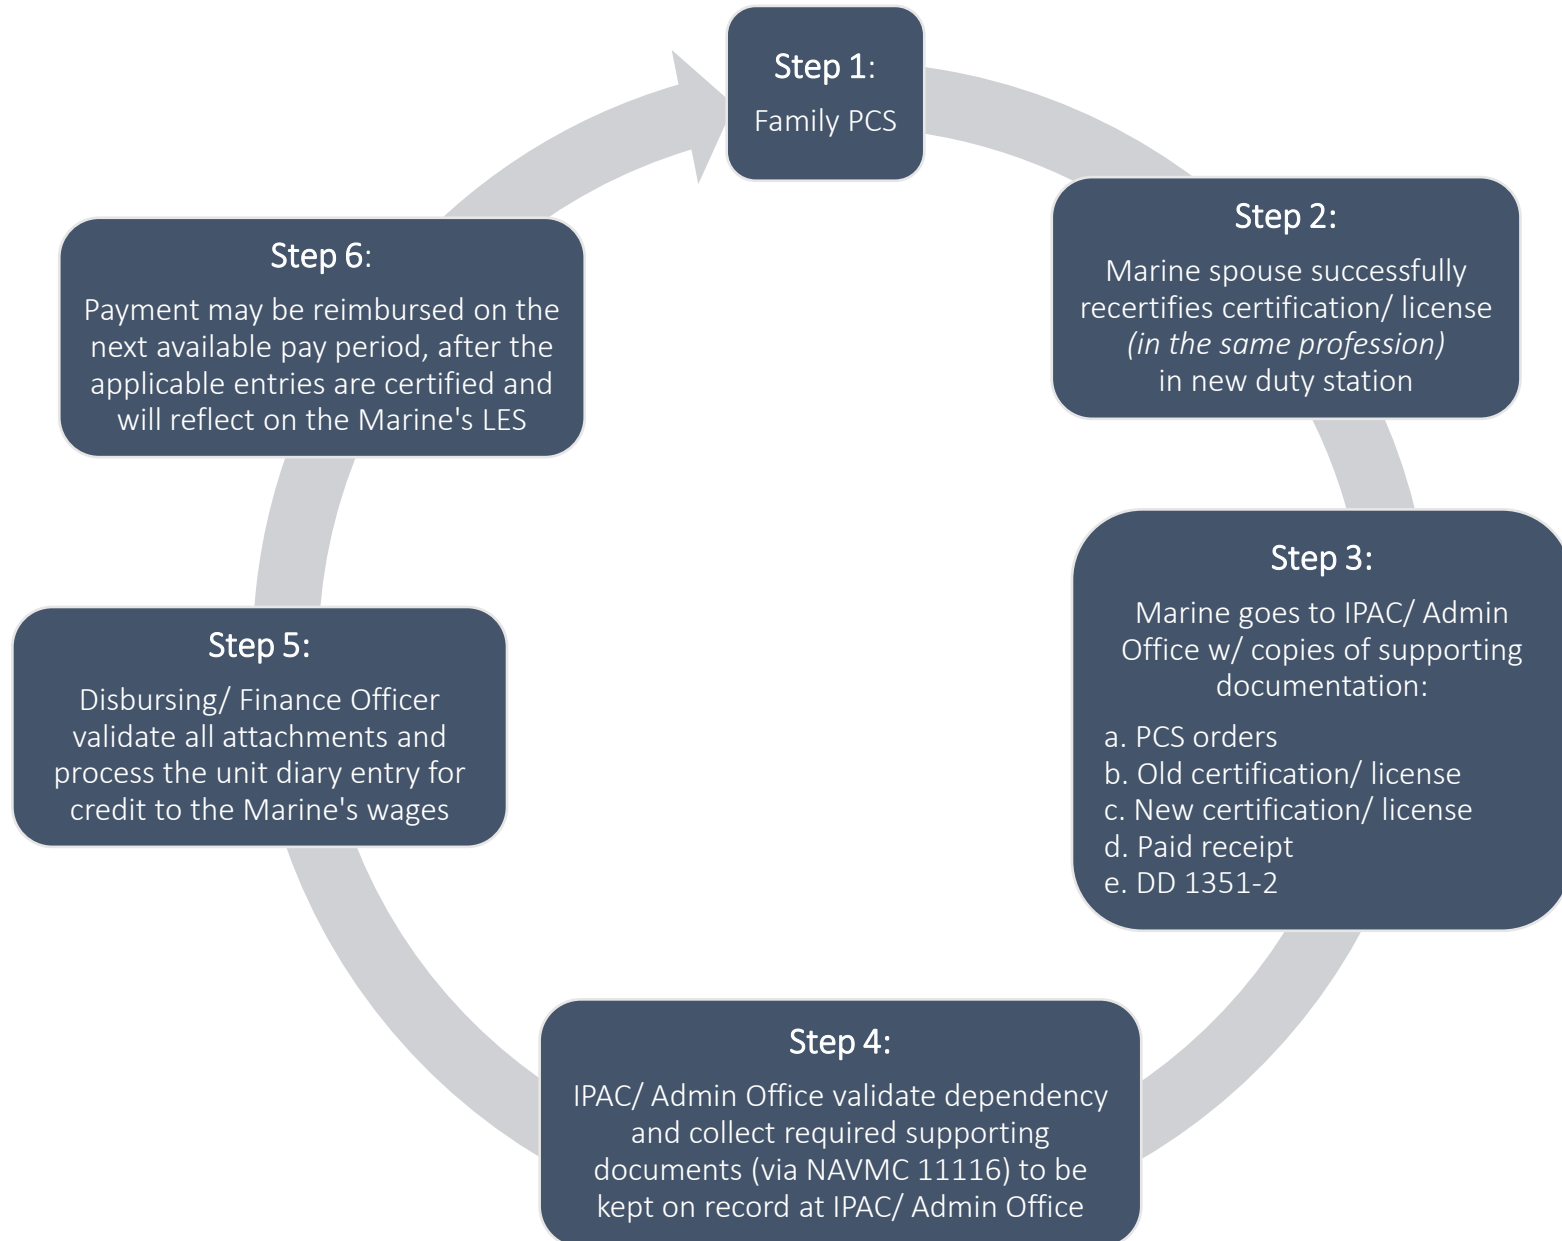 Step 1:
Family PCS
Step 2:
Marine spouse successfully
recertifies certification/ license
(in the same profession)
in new duty station
Step 3:
Marine goes to IPAC/ Admin
Office w/ copies of supporting
documentation:
a. PCS orders
b. Old certification/ license
c. New certification/ license
d. Paid receipt
e. DD 1351-2
Step 4:
IPAC/ Admin Office validate dependency
and collect required supporting
documents (via NAVMC 11116) to be
kept on record at IPAC/ Admin Office
Step 5:
Disbursing/ Finance Officer
validate all attachments and
process the unit diary entry for
credit to the Marine's wages
Step 6:
Payment may be reimbursed on the
next available pay period, after the
applicable entries are certified and
will reflect on the Marine's LES